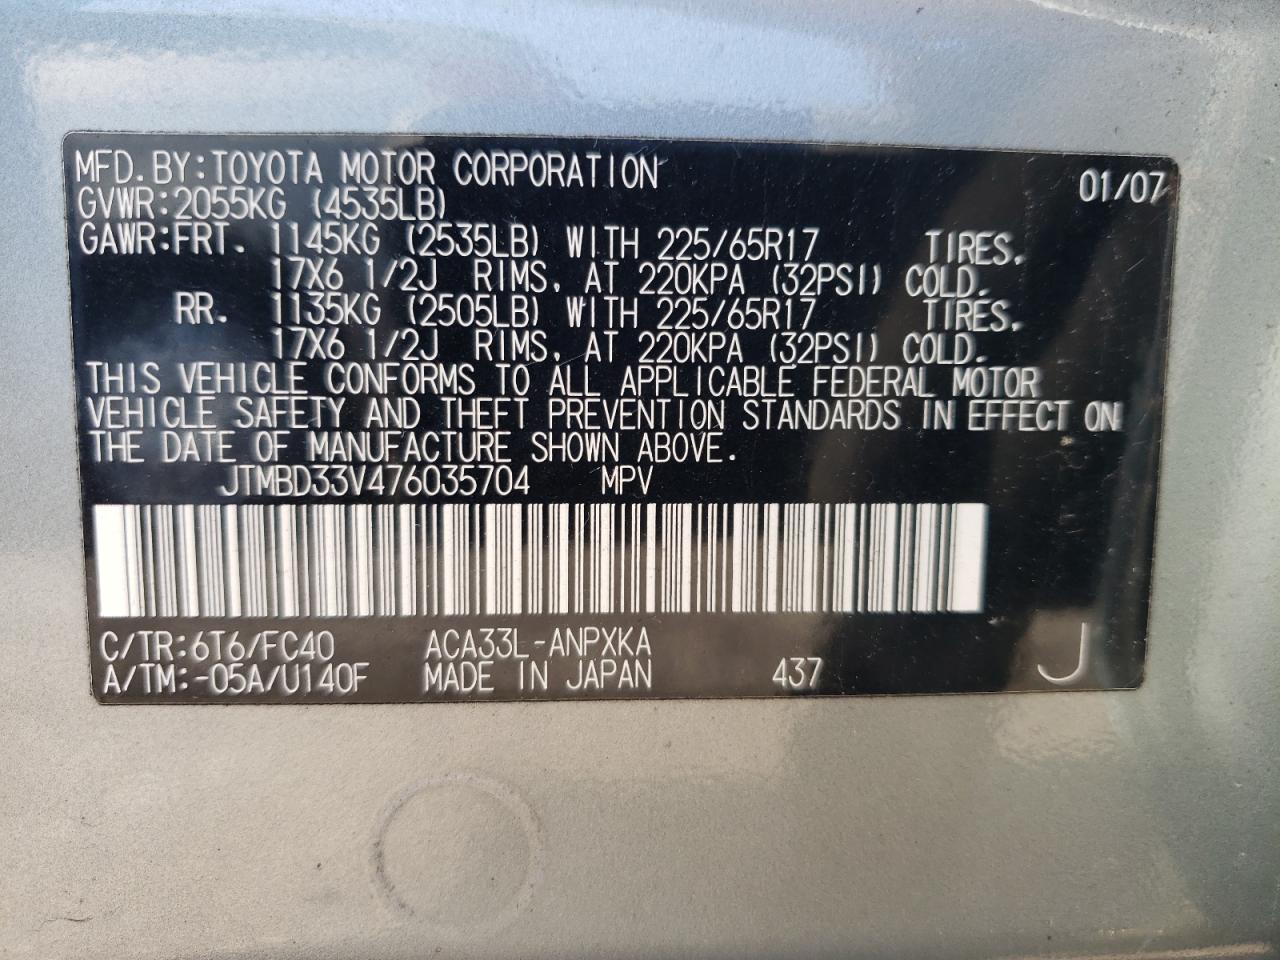 MFD.BY:TOYOTA MOTOR CORPORATION 01/07
GVWR:2055KG (4535LB)
GAWR:FRT. 1145KG (2535LB) WITH 225/65R17 TIRES,
17X6 1/2J RIMS, AT 220KPA (32PSI) COLD.
RR. 1135KG (2505LB) WITH 225/65R17 TIRES,
17X6 1/2J RIMS, AT 220KPA (32PSI) COLD.
THIS VEHICLE CONFORMS TO ALL APPLICABLE FEDERAL MOTOR
VEHICLE SAFETY AND THEFT PREVENTION STANDARDS IN EFFECT ON
THE DATE OF MANUFACTURE SHOWN ABOVE.
JTMBD33V476035704 MPV
C/TR:6T6/FC40 ACA33L-ANPXKA
A/TM:-05A/U140F MADE IN JAPAN 437 J